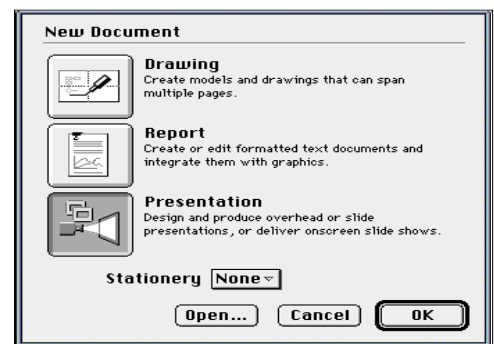 New Document
Drawing
Create models and drawings that can span
multiple pages.
Report
Create or edit formatted text documents and
integrate them with graphics.
Presentation
Design and produce overhead or slide
presentations, or deliver onscreen slide shows.
Stationery None
Open... Cancel OK